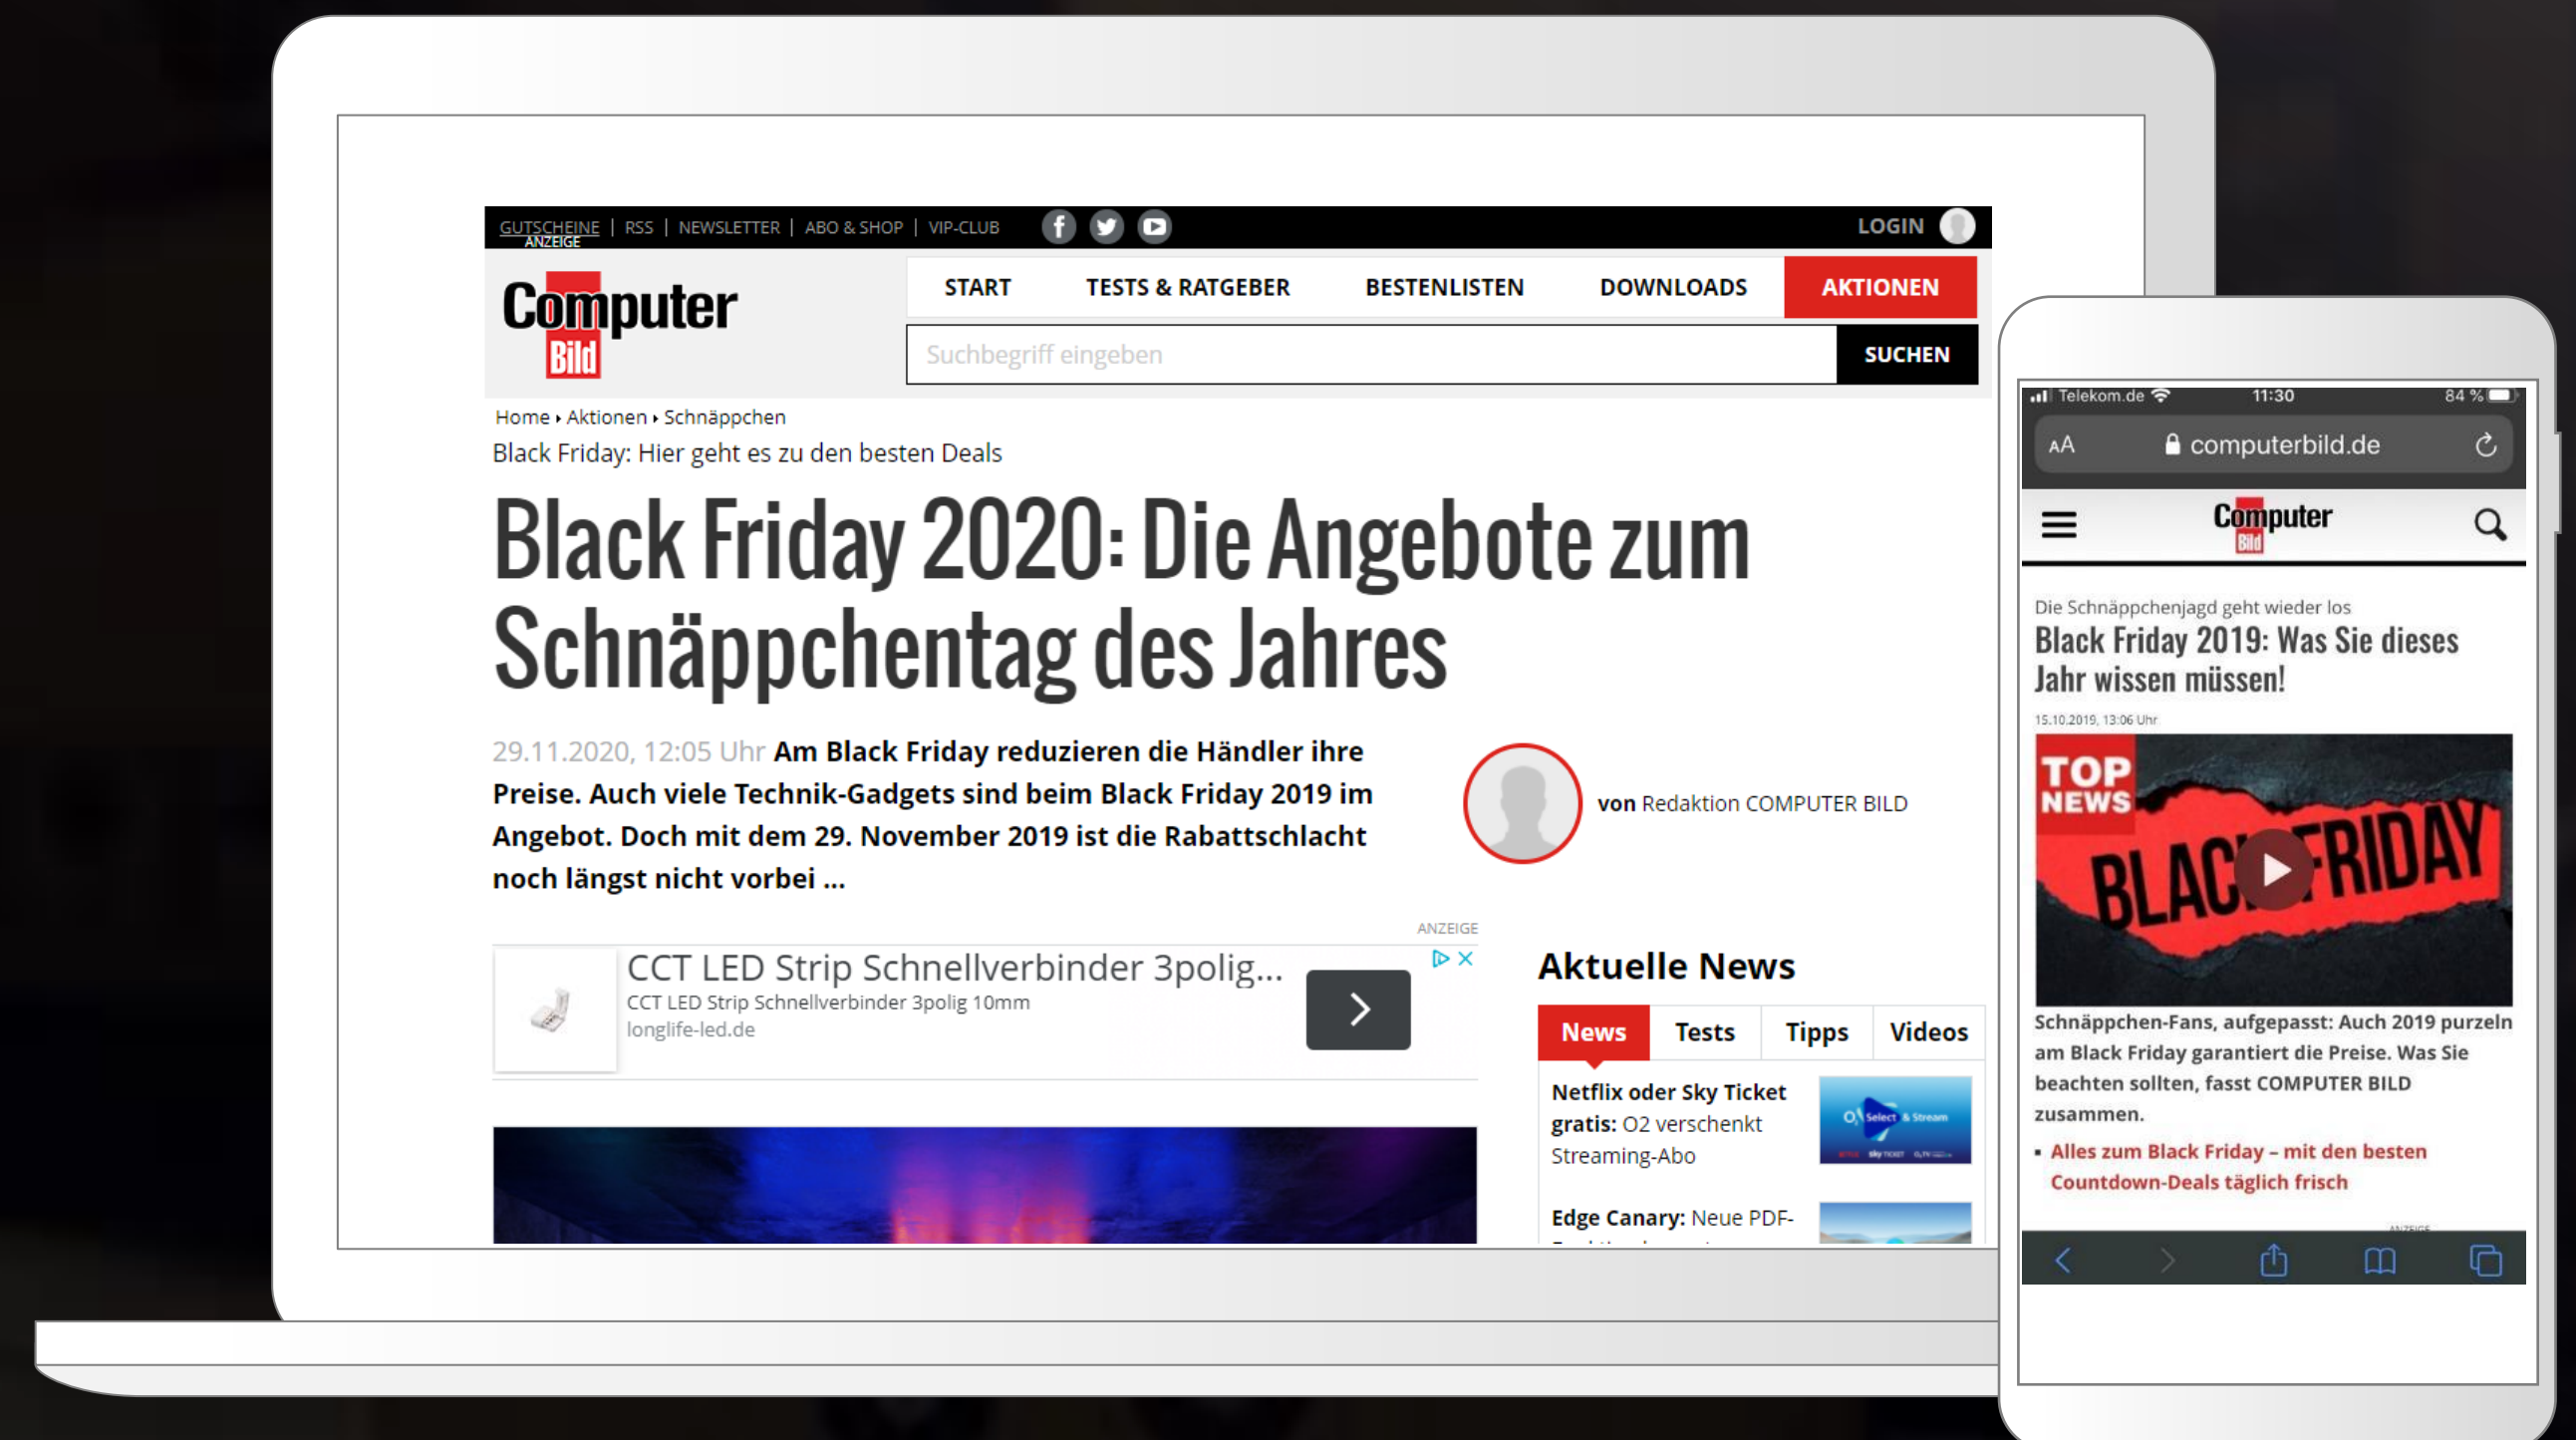 GUTSCHEINE | RSS | NEWSLETTER | ABO & SHOP | VIP-CLUB
ANZEIGE
LOGIN
Computer
Bild
START TESTS & RATGEBER BESTENLISTEN DOWNLOADS AKTIONEN
Suchbegriff eingeben SUCHEN
Home ▸ Aktionen ▸ Schnäppchen
Black Friday: Hier geht es zu den besten Deals
Black Friday 2020: Die Angebote zum
Schnäppchentag des Jahres
29.11.2020, 12:05 Uhr Am Black Friday reduzieren die Händler ihre
Preise. Auch viele Technik-Gadgets sind beim Black Friday 2019 im
Angebot. Doch mit dem 29. November 2019 ist die Rabattschlacht
noch längst nicht vorbei ...
von Redaktion COMPUTER BILD
ANZEIGE
CCT LED Strip Schnellverbinder 3polig...
CCT LED Strip Schnellverbinder 3polig 10mm
longlife-led.de
Aktuelle News
News Tests Tipps Videos
Netflix oder Sky Ticket
gratis: O2 verschenkt
Streaming-Abo
O2 Select & Stream
sky TICKET
Edge Canary: Neue PDF-
Telekom.de 11:30 84 %
AA computerbild.de
Computer
Bild
Die Schnäppchenjagd geht wieder los
Black Friday 2019: Was Sie dieses
Jahr wissen müssen!
15.10.2019, 13:06 Uhr
TOP
NEWS
BLACK FRIDAY
Schnäppchen-Fans, aufgepasst: Auch 2019 purzeln
am Black Friday garantiert die Preise. Was Sie
beachten sollten, fasst COMPUTER BILD
zusammen.
▪ Alles zum Black Friday – mit den besten
Countdown-Deals täglich frisch
ANZEIGE